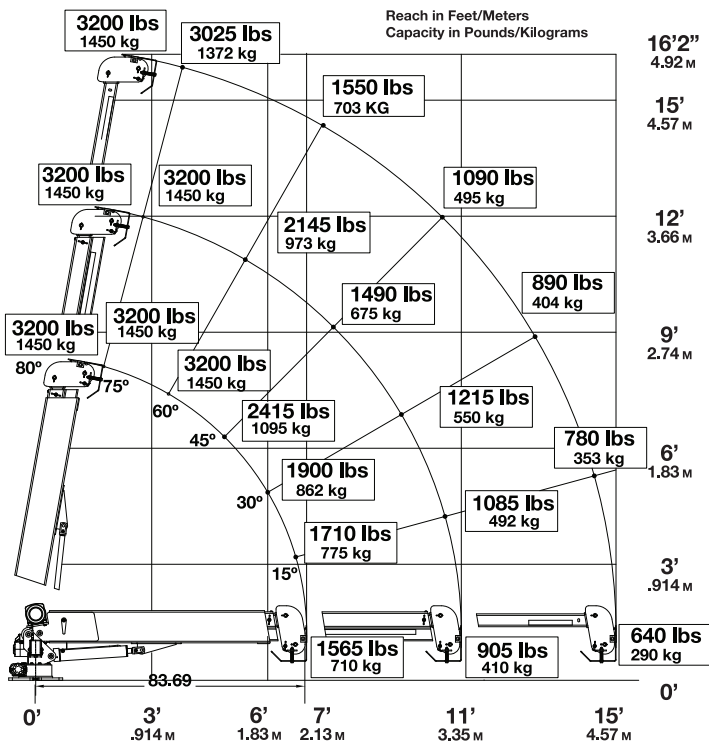 Reach in Feet/Meters
Capacity in Pounds/Kilograms
3200 lbs
1450 kg
3025 lbs
1372 kg
16'2”
4.92 M
1550 lbs
703 KG
15'
4.57 M
3200 lbs
1450 kg
3200 lbs
1450 kg
1090 lbs
495 kg
12'
3.66 M
2145 lbs
973 kg
890 lbs
404 kg
1490 lbs
675 kg
3200 lbs
1450 kg
3200 lbs
1450 kg
9'
2.74 M
80º
75º
3200 lbs
1450 kg
60º
1215 lbs
550 kg
2415 lbs
1095 kg
45º
780 lbs
353 kg
6'
1.83 M
1900 lbs
862 kg
30º
1085 lbs
492 kg
1710 lbs
775 kg
15º
3'
.914 M
1565 lbs
710 kg
905 lbs
410 kg
640 lbs
290 kg
83.69
0'
0'
3'
.914 M
6'
1.83 M
7'
2.13 M
11'
3.35 M
15'
4.57 M